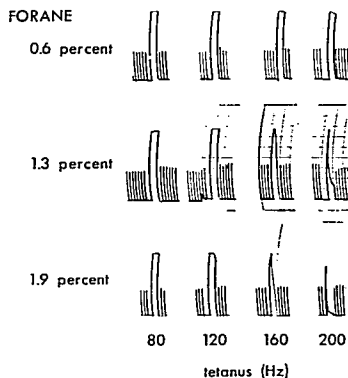 FORANE
0.6 percent
1.3 percent
1.9 percent
80 120 160 200
tetanus (Hz)